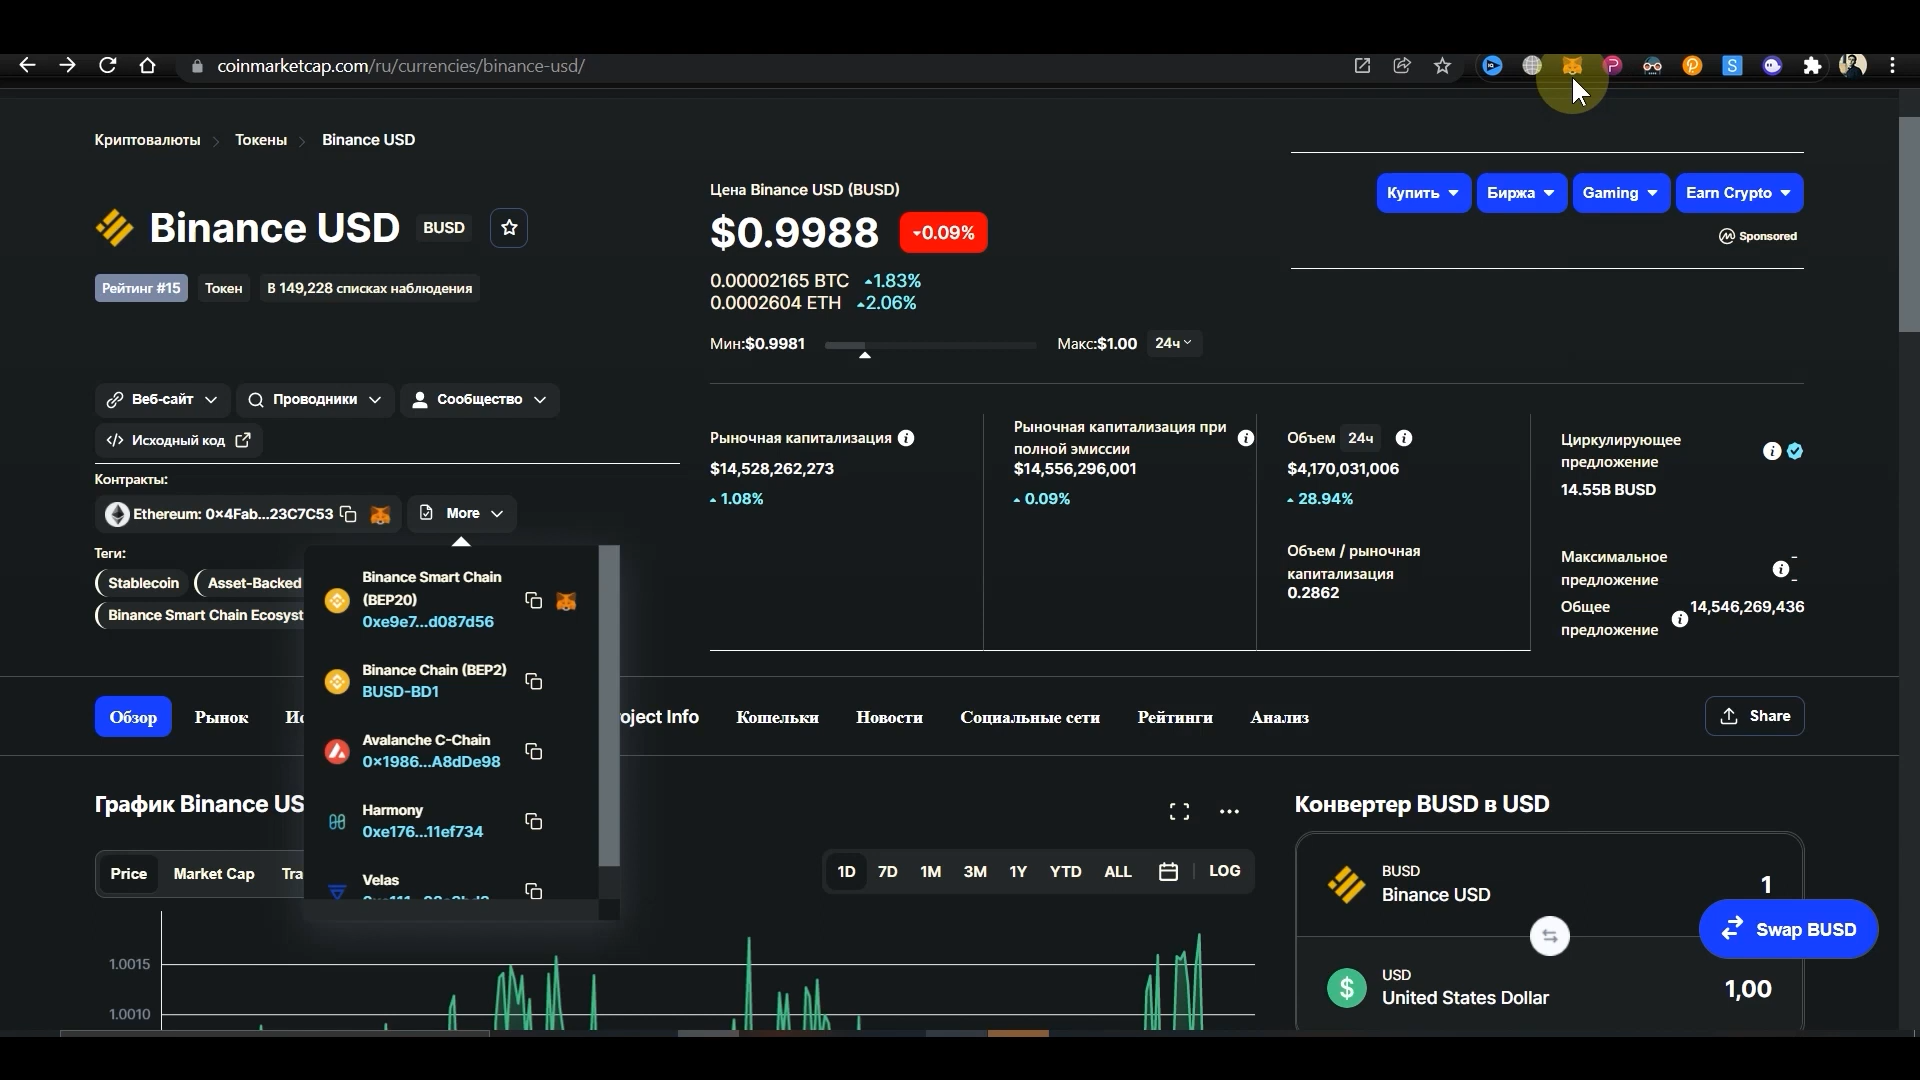 coinmarketcap.com/ru/currencies/binance-usd/
Криптовалюты
Токены
Binance USD
Binance USD
BUSD
Рейтинг #15
Токен
В 149,228 списках наблюдения
Цена Binance USD (BUSD)
$0.9988
0.09%
0.00002165 BTC 1.83%
0.0002604 ETH 2.06%
Мин:$0.9981
Макс:$1.00
24ч
Купить
Биржа
Gaming
Earn Crypto
Sponsored
Веб-сайт
Проводники
Сообщество
Исходный код
Контракты:
Ethereum: 0x4Fab...23C7C53
More
Теги:
Stablecoin
Asset-Backed
Binance Smart Chain Ecosyst
Binance Smart Chain
(BEP20)
0xe9e7...d087d56
Binance Chain (BEP2)
BUSD-BD1
Avalanche C-Chain
0x1986...A8dDe98
Harmony
0xe176...11ef734
Velas
Рыночная капитализация
$14,528,262,273
1.08%
Рыночная капитализация при
полной эмиссии
$14,556,296,001
0.09%
Объем 24ч
$4,170,031,006
28.94%
Объем / рыночная
капитализация
0.2862
Циркулирующее
предложение
14.55B BUSD
Максимальное
предложение
Общее
предложение
14,546,269,436
Обзор
Рынок
Ис
oject Info
Кошельки
Новости
Социальные сети
Рейтинги
Анализ
Share
График Binance US
Price
Market Cap
Tra
1D
7D
1M
3M
1Y
YTD
ALL
LOG
1.0015
1.0010
Конвертер BUSD в USD
BUSD
Binance USD
1
Swap BUSD
USD
United States Dollar
1,00